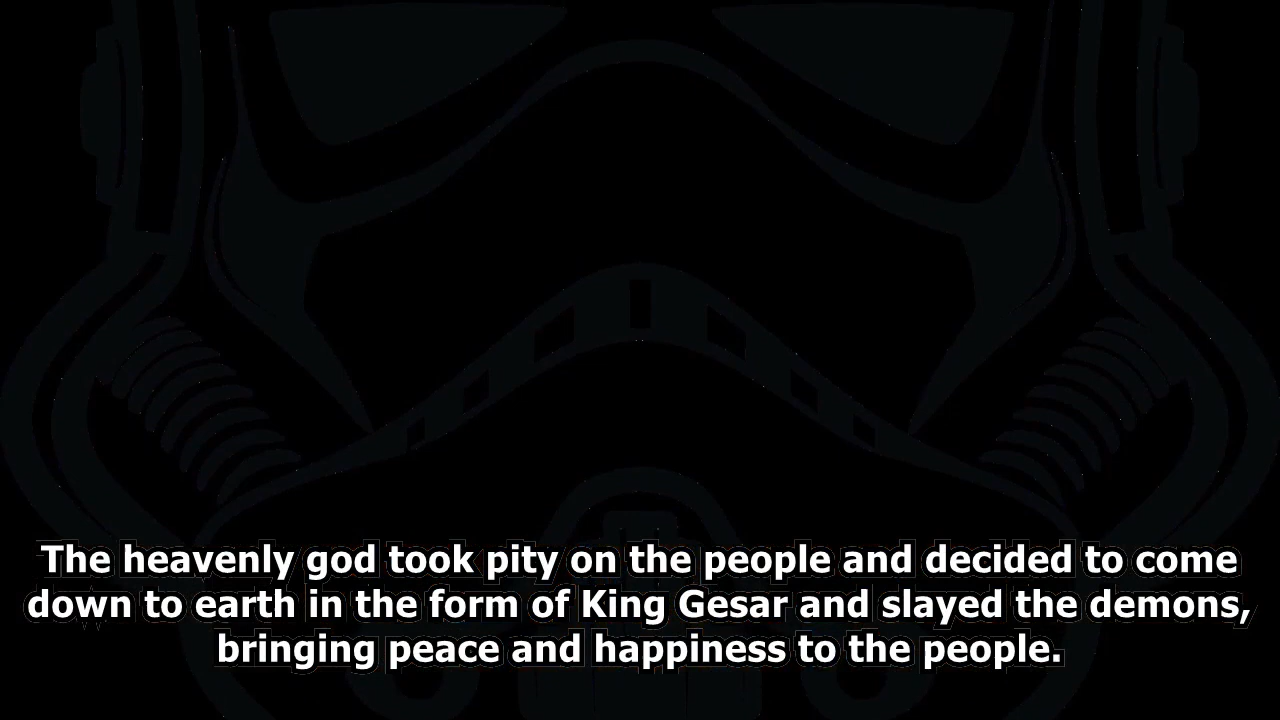 The heavenly god took pity on the people and decided to come
down to earth in the form of King Gesar and slayed the demons,
bringing peace and happiness to the people.